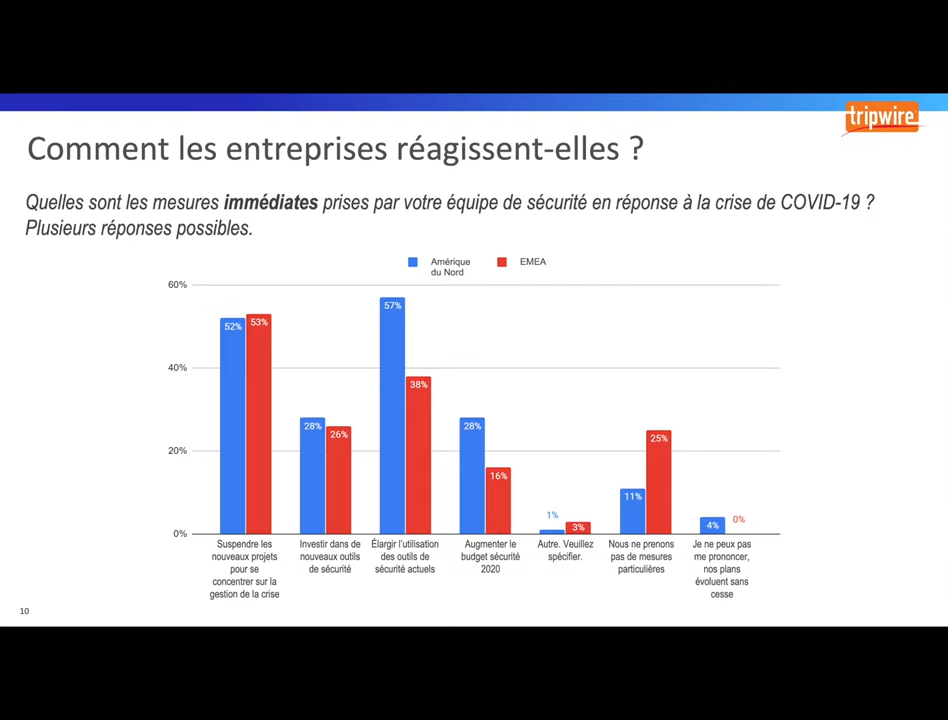 tripwire
Comment les entreprises réagissent-elles ?
Quelles sont les mesures immédiates prises par votre équipe de sécurité en réponse à la crise de COVID-19 ?
Plusieurs réponses possibles.
Amérique
du Nord
EMEA
60%
40%
20%
0%
52%
53%
28%
26%
57%
38%
28%
16%
1%
3%
11%
25%
4%
0%
Suspendre les
nouveaux projets
pour se
concentrer sur la
gestion de la crise
Investir dans de
nouveaux outils
de sécurité
Élargir l'utilisation
des outils de
sécurité actuels
Augmenter le
budget sécurité
2020
Autre. Veuillez
spécifier.
Nous ne prenons
pas de mesures
particulières
Je ne peux pas
me prononcer,
nos plans
évoluent sans
cesse
10